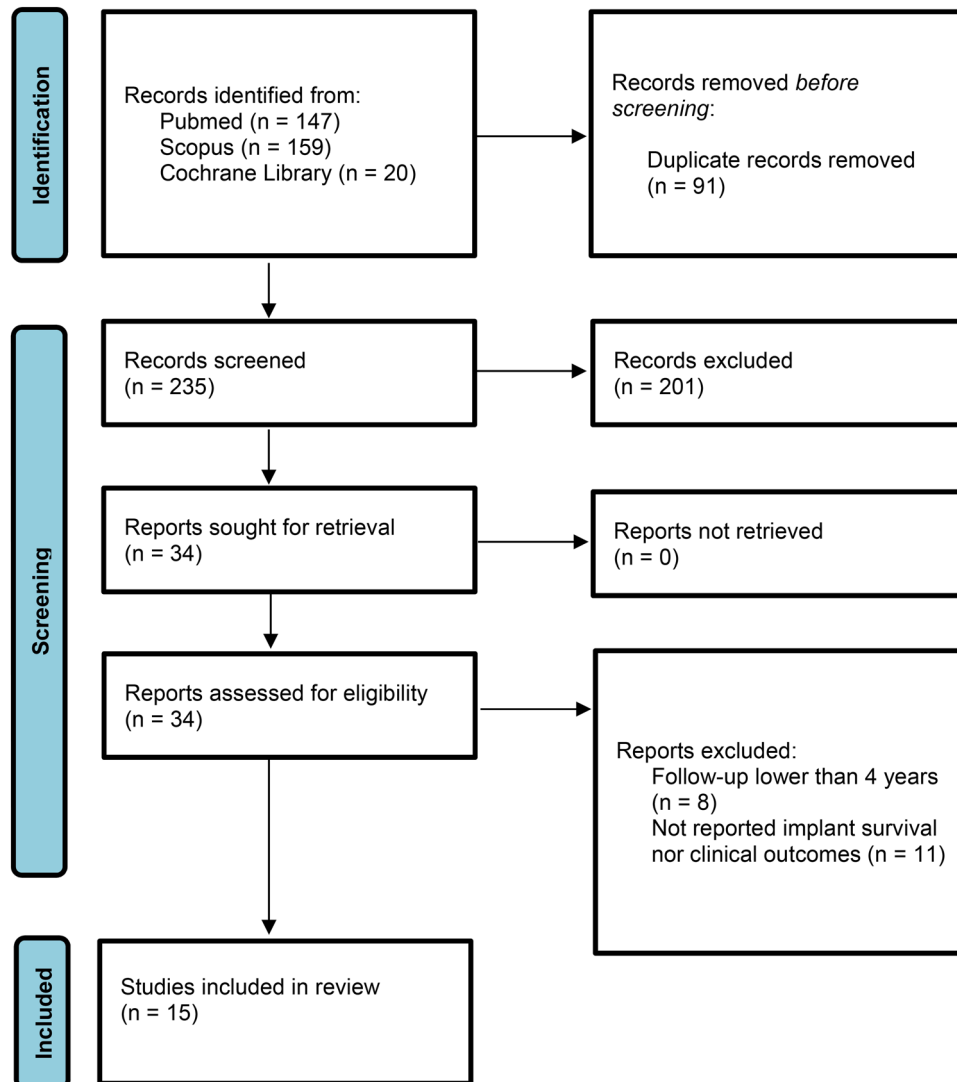 Identification
Records identified from:
Pubmed (n = 147)
Scopus (n = 159)
Cochrane Library (n = 20)
Records removed before
screening:
Duplicate records removed
(n = 91)
Screening
Records screened
(n = 235)
Records excluded
(n = 201)
Reports sought for retrieval
(n = 34)
Reports not retrieved
(n = 0)
Reports assessed for eligibility
(n = 34)
Reports excluded:
Follow-up lower than 4 years
(n = 8)
Not reported implant survival
nor clinical outcomes (n = 11)
Included
Studies included in review
(n = 15)